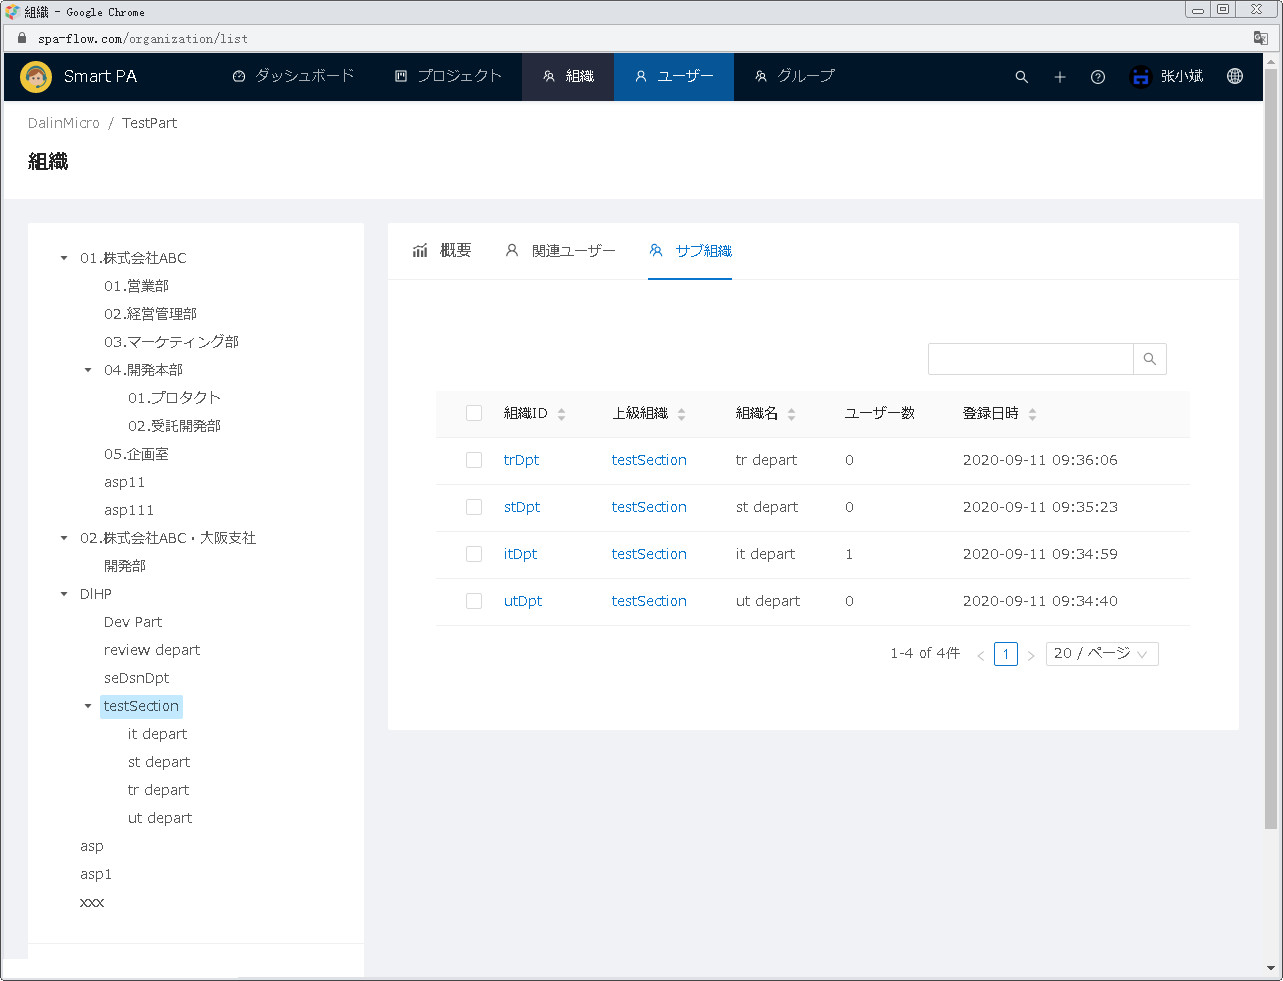 組織 - Google Chrome
spa-flow.com/organization/list
Smart PA ダッシュボード プロジェクト 組織 ユーザー グループ 张小斌
DalinMicro / TestPart
組織
01.株式会社ABC
01.営業部
02.経営管理部
03.マーケティング部
04.開発本部
01.プロタクト
02.受託開発部
05.企画室
asp11
asp111
02.株式会社ABC・大阪支社
開発部
DlHP
Dev Part
review depart
seDsnDpt
testSection
it depart
st depart
tr depart
ut depart
asp
asp1
xxx
概要 関連ユーザー サブ組織
組織ID 上級組織 組織名 ユーザー数 登録日時
trDpt testSection tr depart 0 2020-09-11 09:36:06
stDpt testSection st depart 0 2020-09-11 09:35:23
itDpt testSection it depart 1 2020-09-11 09:34:59
utDpt testSection ut depart 0 2020-09-11 09:34:40
1-4 of 4件 < 1 > 20 / ページ